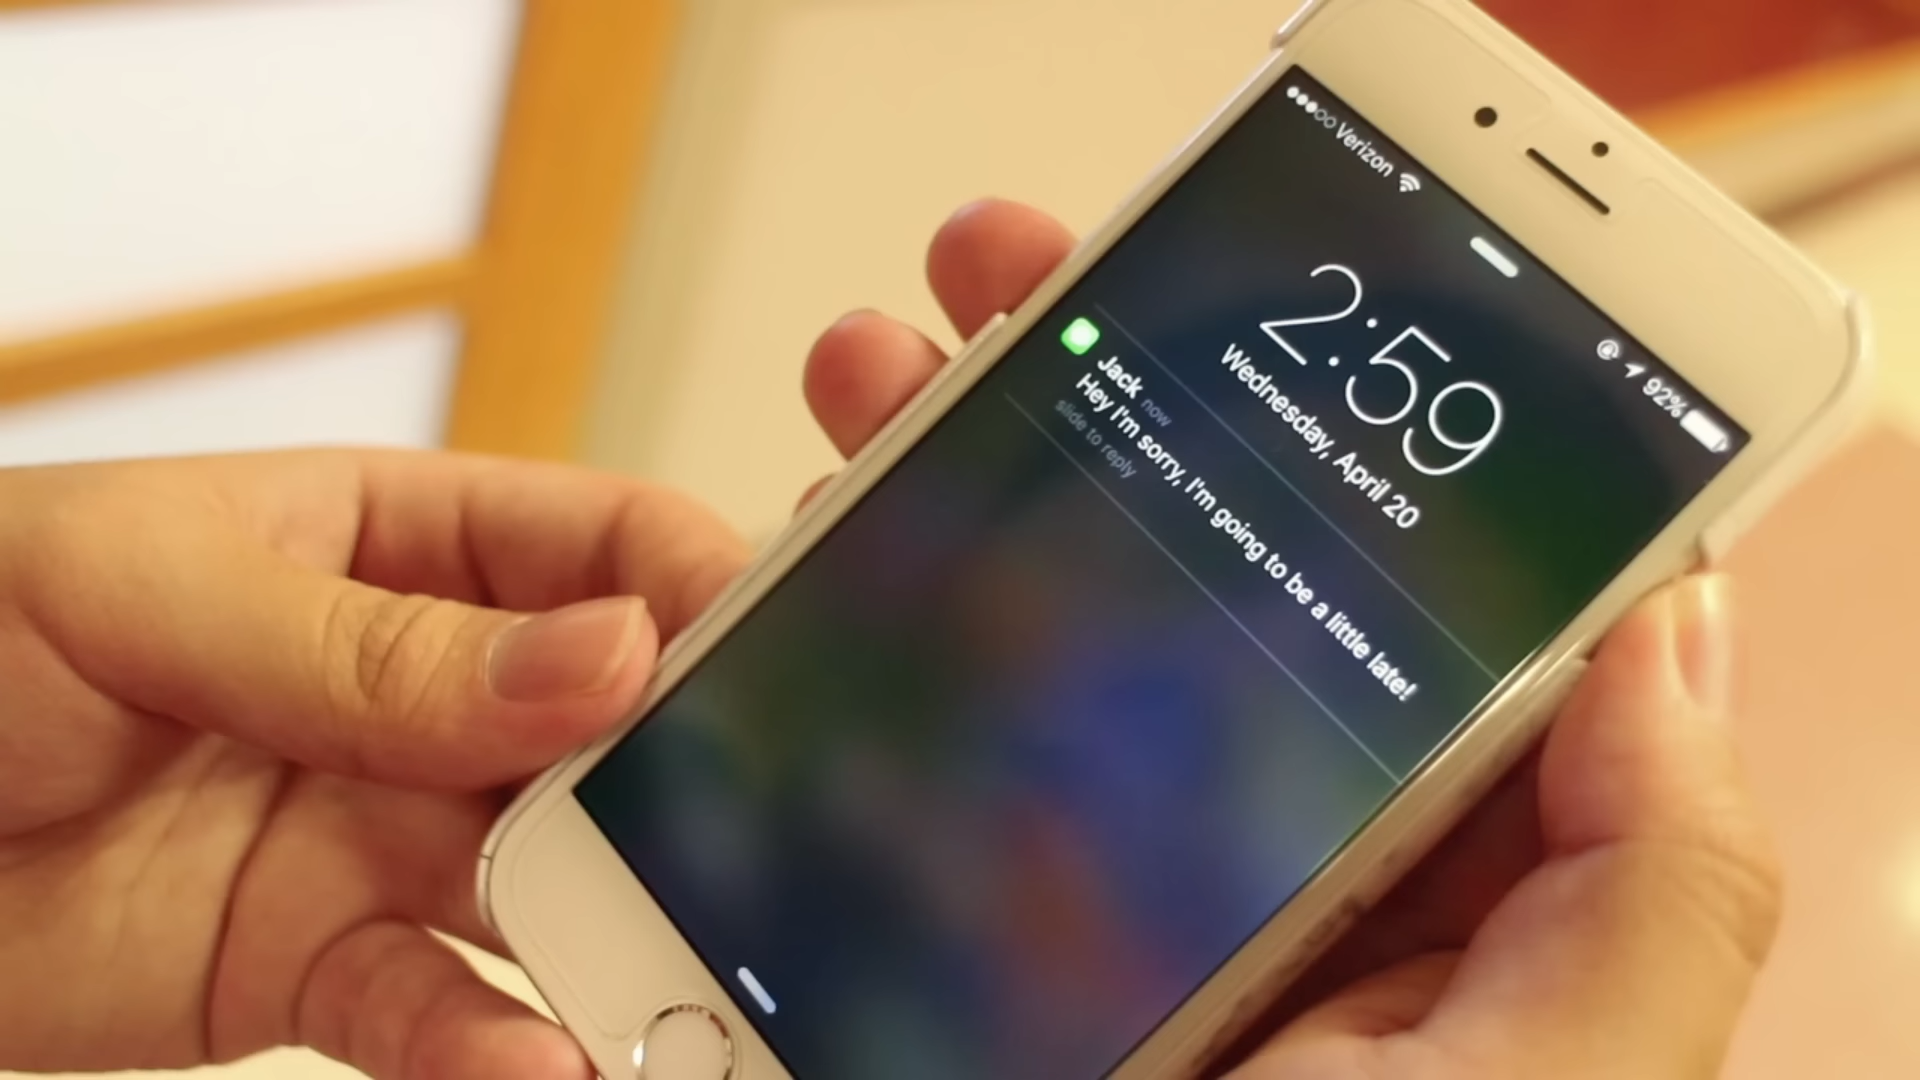 Verizon
92%
2:59
Wednesday, April 20
Jack now
Hey I'm sorry, I'm going to be a little late!
slide to reply